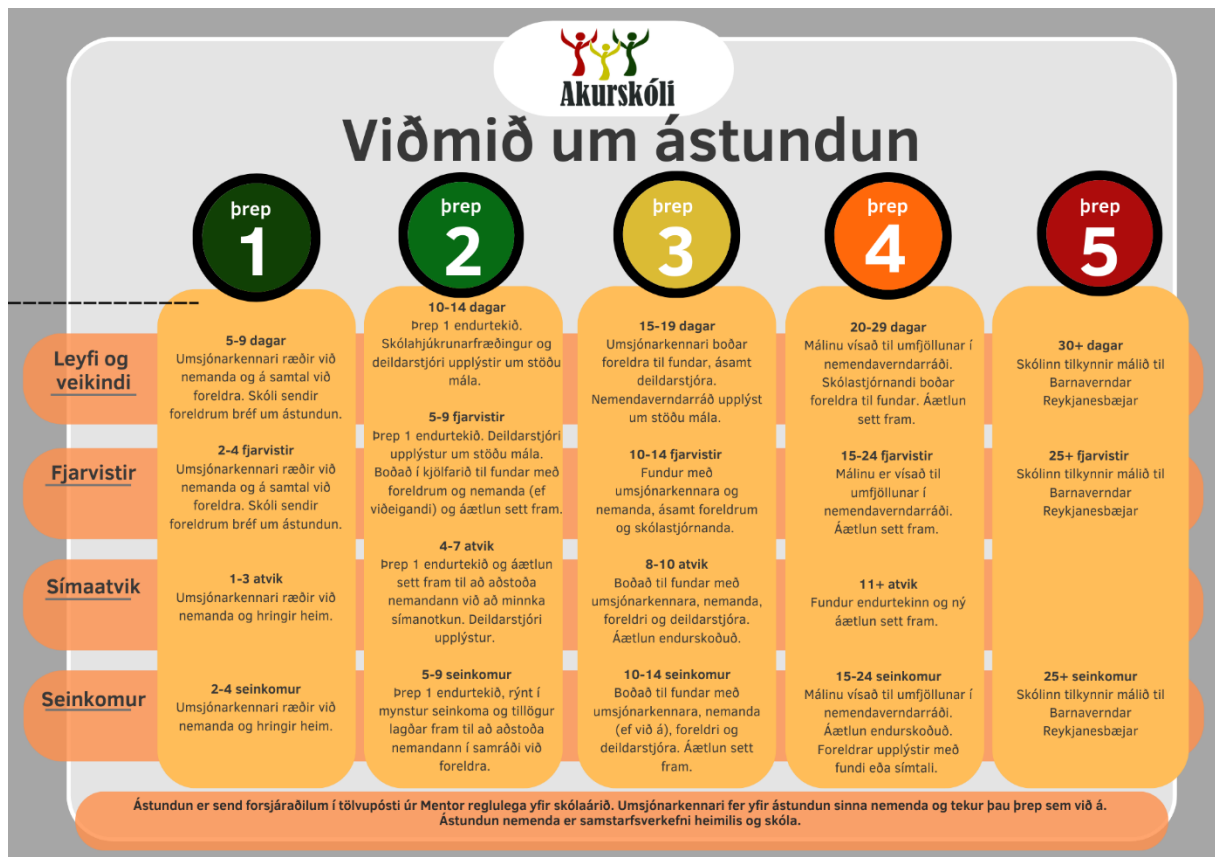 Akurskóli
Viðmið um ástundun
þrep
1
þrep
2
þrep
3
þrep
4
þrep
5
Leyfi og
veikindi
5-9 dagar
Umsjónarkennari ræðir við
nemanda og á samtal við
foreldra. Skóli sendir
foreldrum bréf um ástundun.
10-14 dagar
Þrep 1 endurtekið.
Skólahjúkrunarfræðingur og
deildarstjóri upplýstir um stöðu
mála.
15-19 dagar
Umsjónarkennari boðar
foreldra til fundar, ásamt
deildarstjóra.
Nemendaverndarráð upplýst
um stöðu mála.
20-29 dagar
Málinu vísað til umfjöllunar í
nemendaverndarráði.
Skólastjórnandi boðar
foreldra til fundar. Áætlun
sett fram.
30+ dagar
Skólinn tilkynnir málið til
Barnaverndar
Reykjanesbæjar
Fjarvistir
2-4 fjarvistir
Umsjónarkennari ræðir við
nemanda og á samtal við
foreldra. Skóli sendir
foreldrum bréf um ástundun.
5-9 fjarvistir
Þrep 1 endurtekið. Deildarstjóri
upplýstur um stöðu mála.
Boðað í kjölfarið til fundar með
foreldrum og nemanda (ef
viðeigandi) og áætlun sett fram.
10-14 fjarvistir
Fundur með
umsjónarkennara og
nemanda, ásamt foreldrum
og skólastjórnanda.
15-24 fjarvistir
Málinu er vísað til
umfjöllunar í
nemendaverndarráði.
Áætlun sett fram.
25+ fjarvistir
Skólinn tilkynnir málið til
Barnaverndar
Reykjanesbæjar
Símaatvik
1-3 atvik
Umsjónarkennari ræðir við
nemanda og hringir heim.
4-7 atvik
Þrep 1 endurtekið og áætlun
sett fram til að aðstoða
nemandann við að minnka
símanotkun. Deildarstjóri
upplýstur.
8-10 atvik
Boðað til fundar með
umsjónarkennara, nemanda,
foreldri og deildarstjóra.
Áætlun endurskoðuð.
11+ atvik
Fundur endurtekinn og ný
áætlun sett fram.
Seinkomur
2-4 seinkomur
Umsjónarkennari ræðir við
nemanda og hringir heim.
5-9 seinkomur
Þrep 1 endurtekið, rýnt í
mynstur seinkoma og tillögur
lagðar fram til að aðstoða
nemandann í samráði við
foreldra.
10-14 seinkomur
Boðað til fundar með
umsjónarkennara, nemanda
(ef við á), foreldri og
deildarstjóra. Áætlun sett
fram.
15-24 seinkomur
Málinu vísað til umfjöllunar í
nemendaverndarráði.
Áætlun endurskoðuð.
Foreldrar upplýstir með
fundi eða símtali.
25+ seinkomur
Skólinn tilkynnir málið til
Barnaverndar
Reykjanesbæjar
Ástundun er send forsjáraðilum í tölvupósti úr Mentor reglulega yfir skólaárið. Umsjónarkennari fer yfir ástundun sinna nemenda og tekur þau þrep sem við á.
Ástundun nemenda er samstarfsverkefni heimilis og skóla.